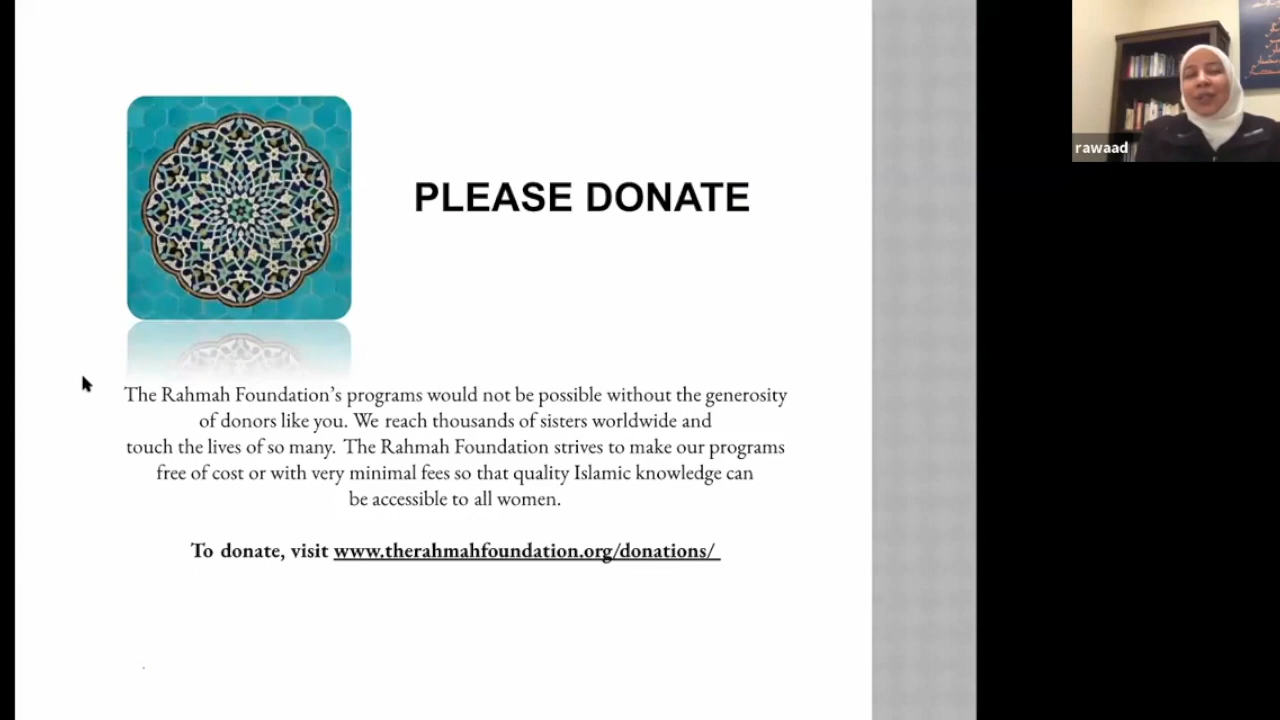 PLEASE DONATE
The Rahmah Foundation’s programs would not be possible without the generosity
of donors like you. We reach thousands of sisters worldwide and
touch the lives of so many. The Rahmah Foundation strives to make our programs
free of cost or with very minimal fees so that quality Islamic knowledge can
be accessible to all women.
To donate, visit www.therahmahfoundation.org/donations/
rawaad